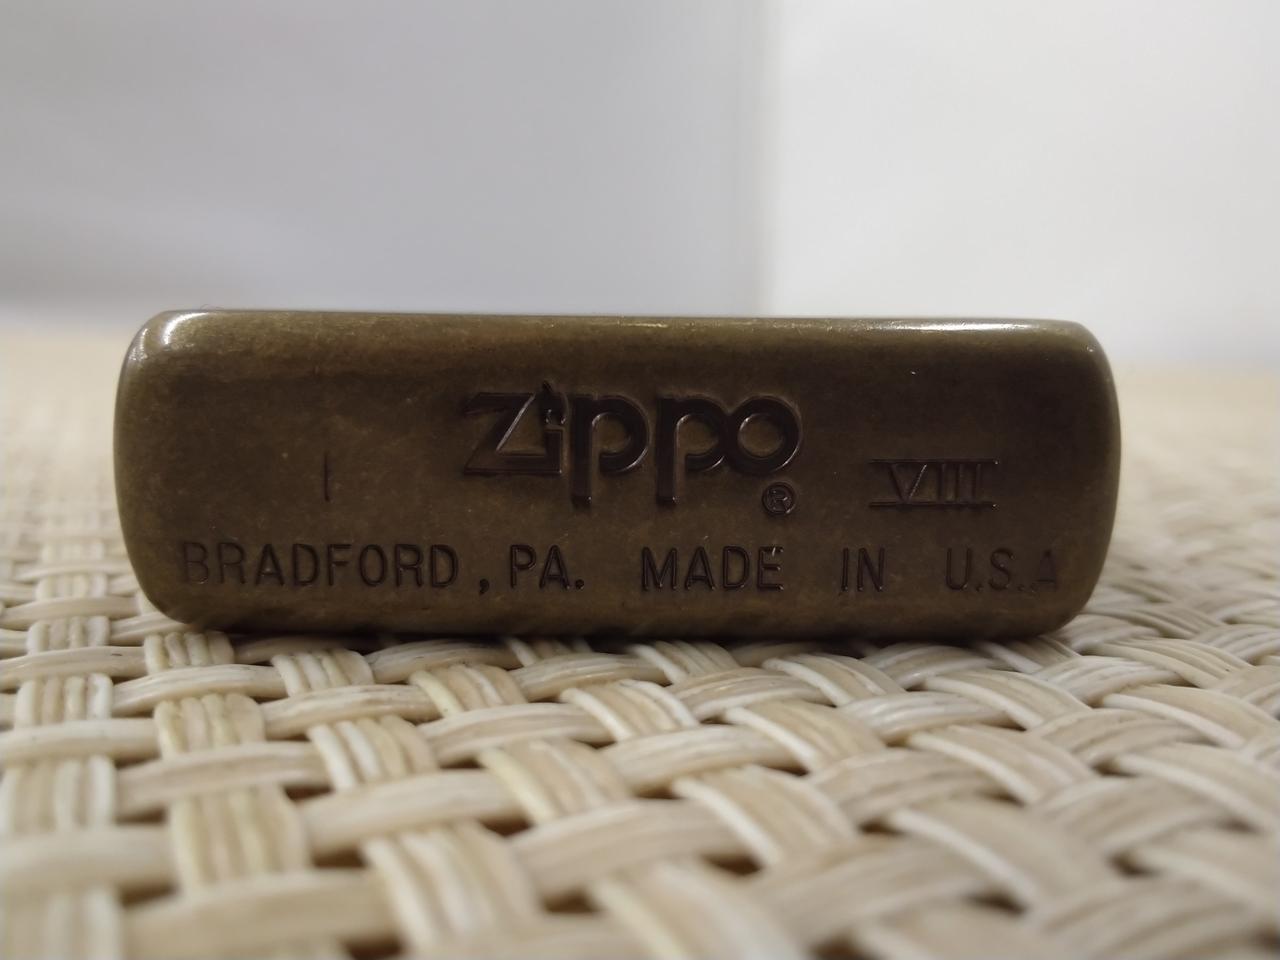 Zippo
I ® VIII
BRADFORD, PA. MADE IN U.S.A